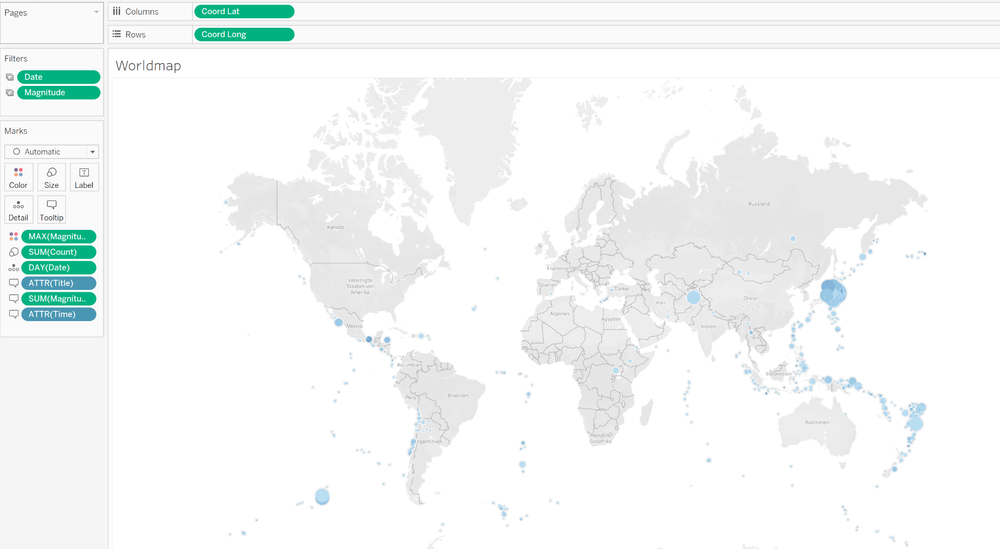 Pages
Columns
Coord Lat
Rows
Coord Long
Filters
Date
Magnitude
Marks
Automatic
Color
Size
Label
Detail
Tooltip
MAX(Magnitu..
SUM(Count)
DAY(Date)
ATTR(Title)
SUM(Magnitu..
ATTR(Time)
Worldmap
Russland
Kanada
Frankreich
Vereinigte
Staaten von
Amerika
Spanien
Türkei
China
Iran
Algerien
Ägypten
Mexiko
Indien
Indonesien
Brasilien
Peru
Australien
Republik
Südafrika
rgentinien